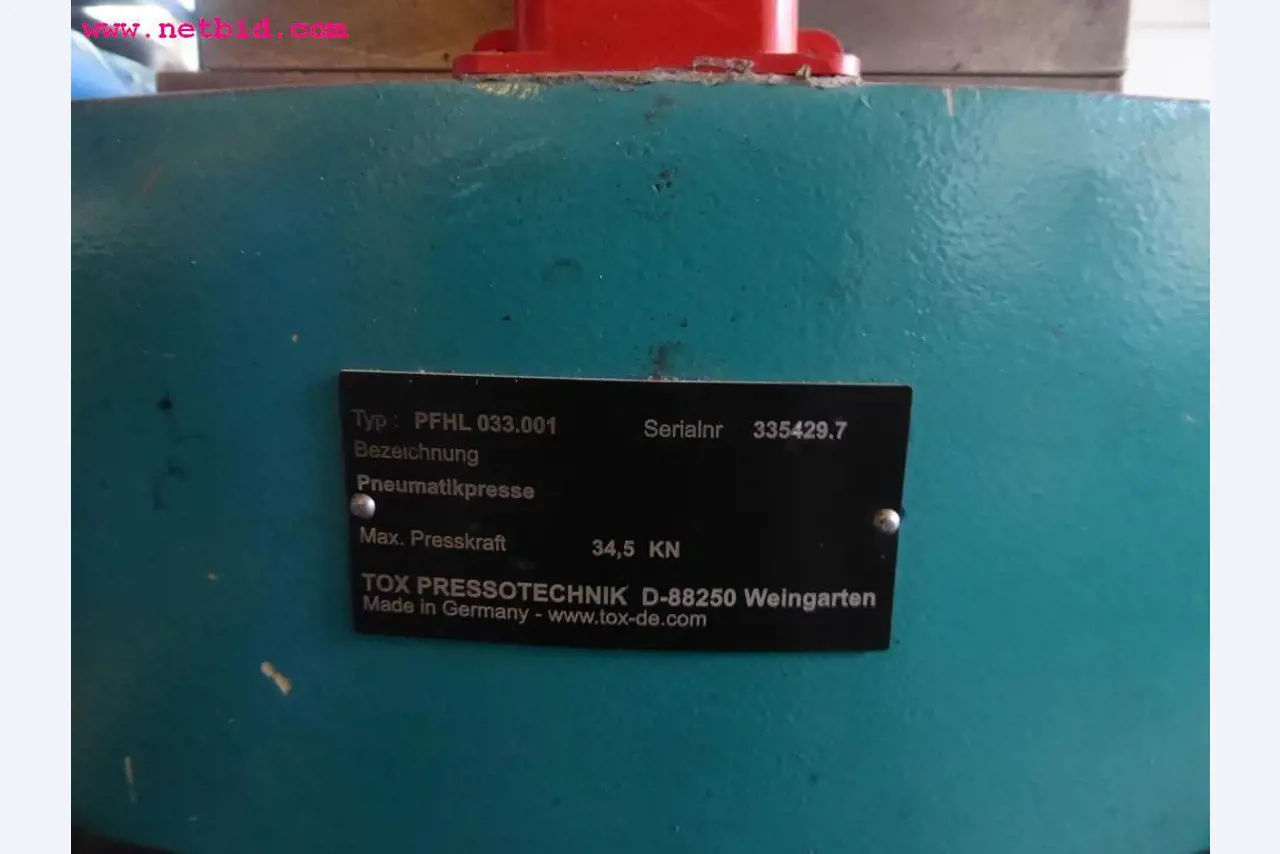 www.netbid.com
Typ : PFHL 033.001 Serialnr 335429.7
Bezeichnung
Pneumatikpresse
Max. Presskraft 34,5 KN
TOX PRESSOTECHNIK D-88250 Weingarten
Made in Germany - www.tox-de.com